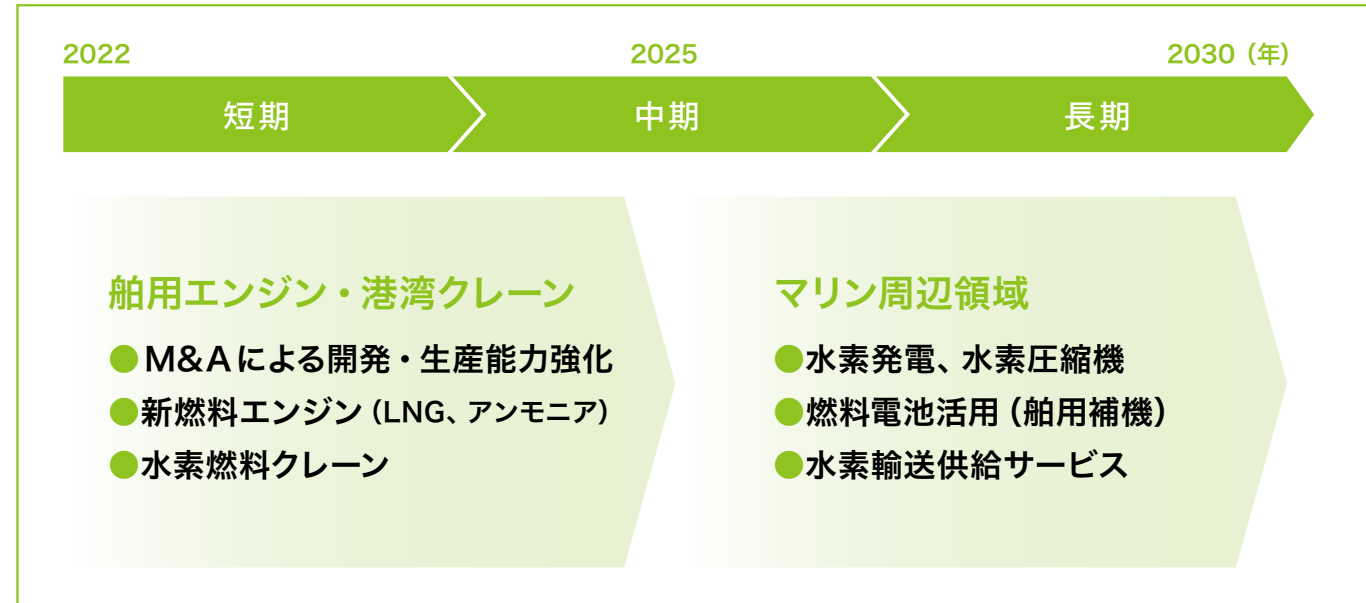 2022 2025 2030（年）
短期 中期 長期
舶用エンジン・港湾クレーン
●M&Aによる開発・生産能力強化
●新燃料エンジン（LNG、アンモニア）
●水素燃料クレーン
マリン周辺領域
●水素発電、水素圧縮機
●燃料電池活用（舶用補機）
●水素輸送供給サービス